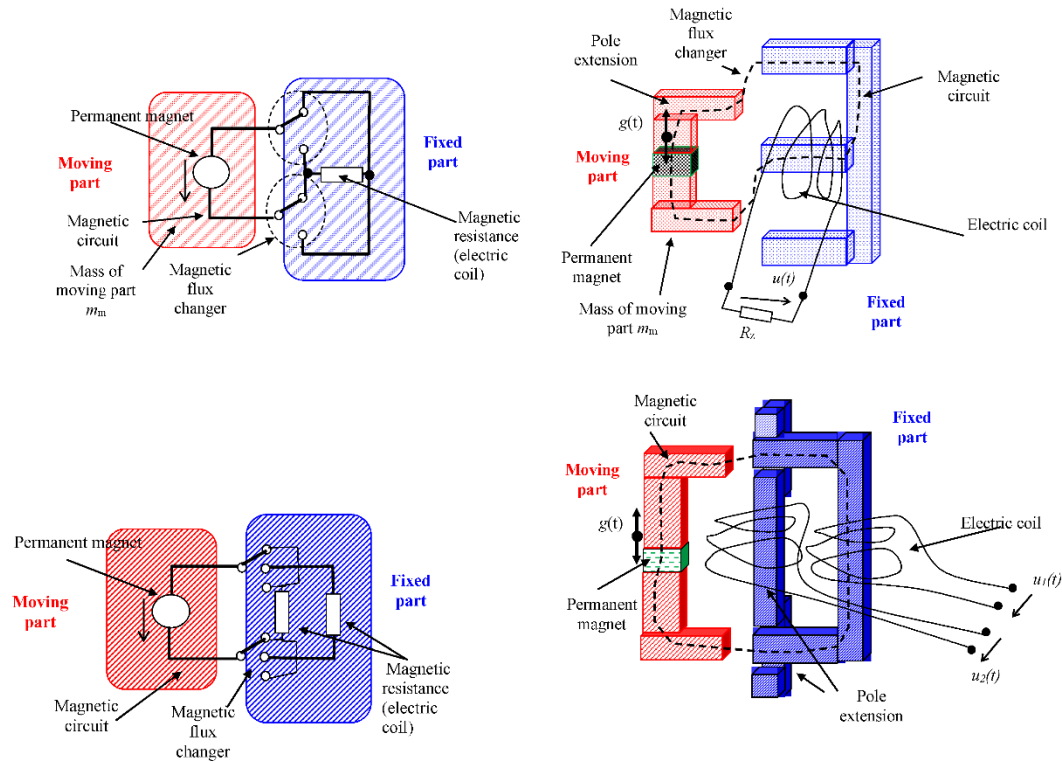 Permanent magnet
Moving
part
Magnetic
circuit
Mass of
moving part
mm
Magnetic
flux
changer
Fixed
part
Magnetic
resistance
(electric
coil)
Magnetic
flux
changer
Pole
extension
g(t)
Moving
part
Permanent
magnet
Mass of moving
part mm
Magnetic
circuit
Electric coil
u(t)
Fixed
part
Rz
Permanent magnet
Moving
part
Magnetic
circuit
Magnetic
flux
changer
Fixed
part
Magnetic
resistance
(electric
coil)
Magnetic
circuit
Fixed
part
Moving
part
g(t)
Electric coil
Permanent
magnet
u1(t)
u2(t)
Pole
extension